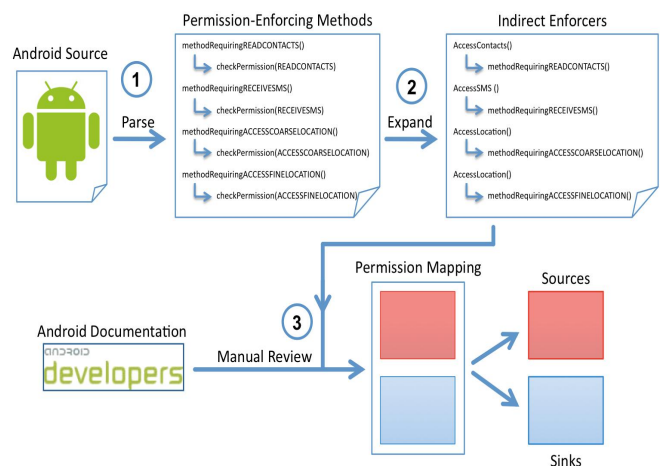 Permission-Enforcing Methods
Indirect Enforcers
Android Source
1
Parse
methodRequiringREADCONTACTS()
checkPermission(READCONTACTS)
methodRequiringRECEIVESMS()
checkPermission(RECEIVESMS)
methodRequiringACCESSCOARSELOCATION()
checkPermission(ACCESSCOARSELOCATION)
methodRequiringACCESSFINELOCATION()
checkPermission(ACCESSFINELOCATION)
2
Expand
AccessContacts()
methodRequiringREADCONTACTS()
AccessSMS ()
methodRequiringRECEIVESMS()
AccessLocation()
methodRequiringACCESSCOARSELOCATION()
AccessLocation()
methodRequiringACCESSFINELOCATION()
Permission Mapping
Sources
3
Android Documentation
android
developers
Manual Review
Sinks